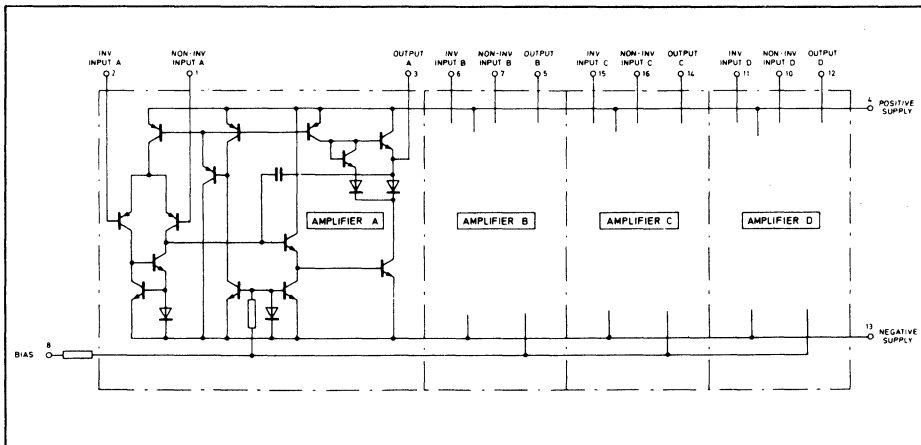 INV
INPUT A
2
NON-INV
INPUT A
1
OUTPUT
A
3
INV
INPUT B
6
NON-INV
INPUT B
7
OUTPUT
B
5
INV
INPUT C
15
NON-INV
INPUT C
16
OUTPUT
C
14
INV
INPUT D
11
NON-INV
INPUT D
10
OUTPUT
D
12
4
POSITIVE
SUPPLY
AMPLIFIER A
AMPLIFIER B
AMPLIFIER C
AMPLIFIER D
13
NEGATIVE
SUPPLY
BIAS
8